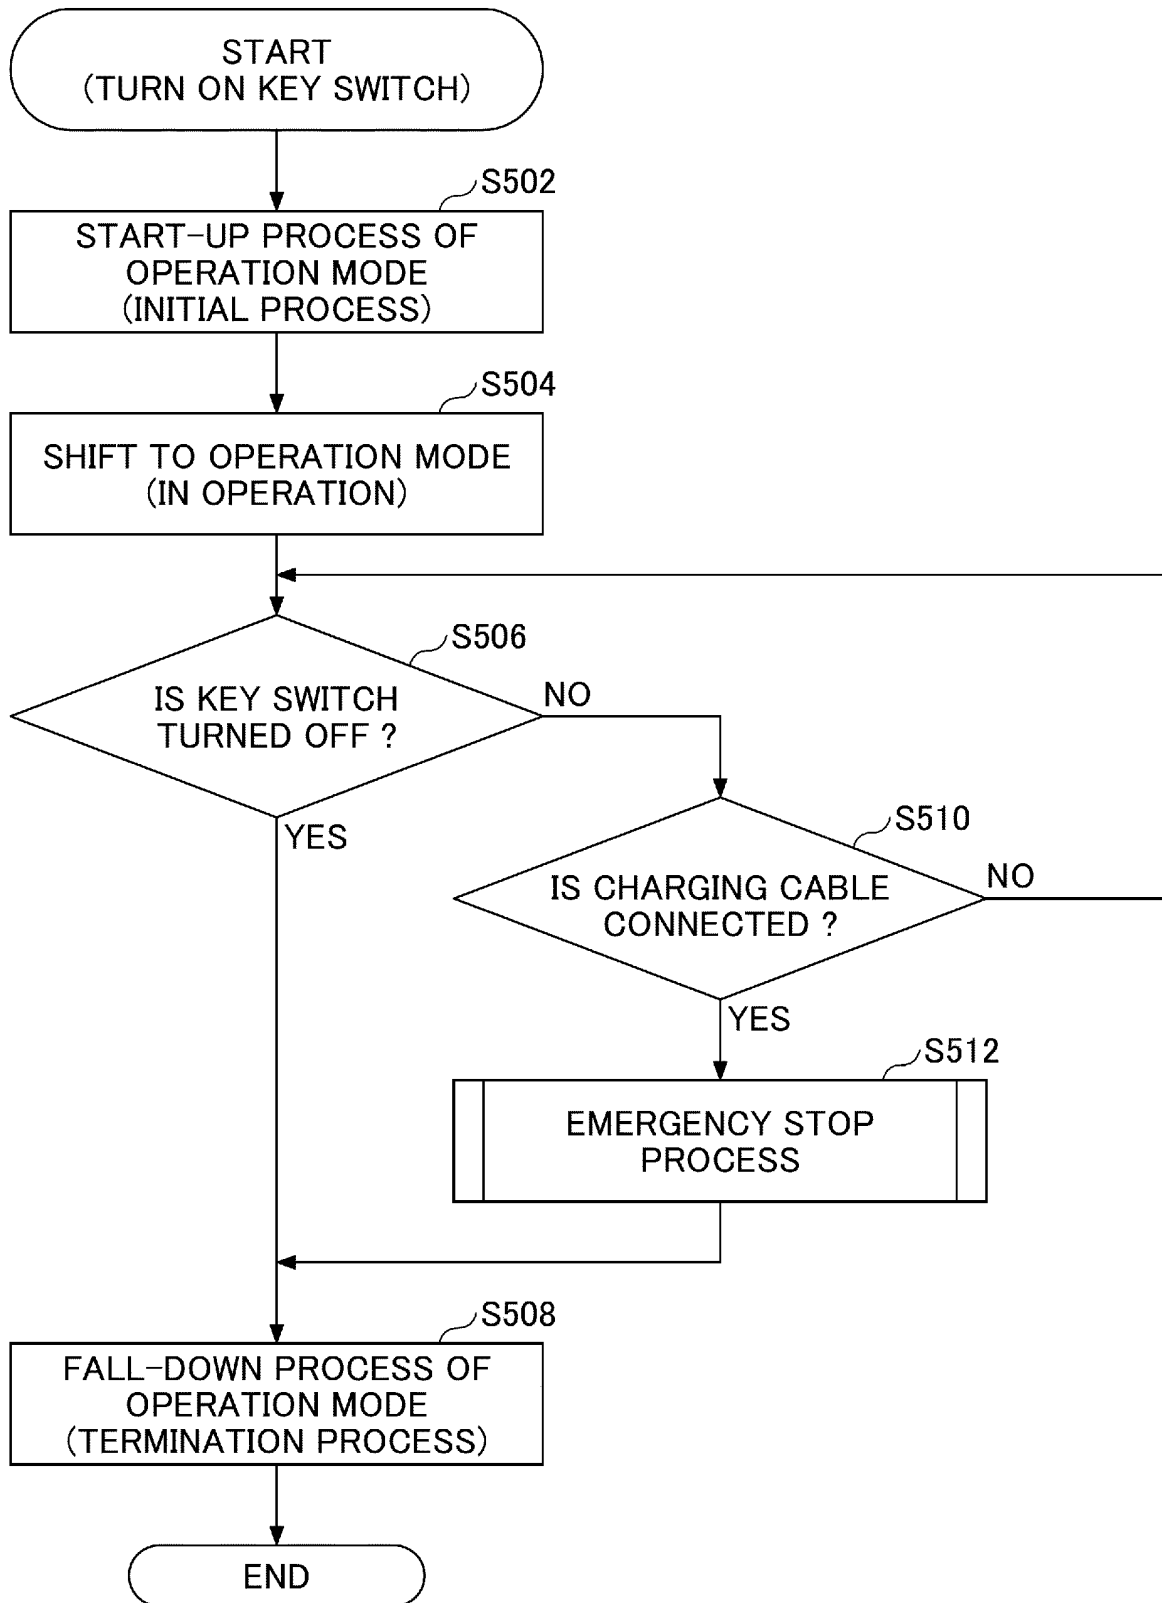 START
(TURN ON KEY SWITCH)
S502
START-UP PROCESS OF
OPERATION MODE
(INITIAL PROCESS)
S504
SHIFT TO OPERATION MODE
(IN OPERATION)
S506
IS KEY SWITCH
TURNED OFF ?
NO
YES
S510
IS CHARGING CABLE
CONNECTED ?
NO
YES
S512
EMERGENCY STOP
PROCESS
S508
FALL-DOWN PROCESS OF
OPERATION MODE
(TERMINATION PROCESS)
END